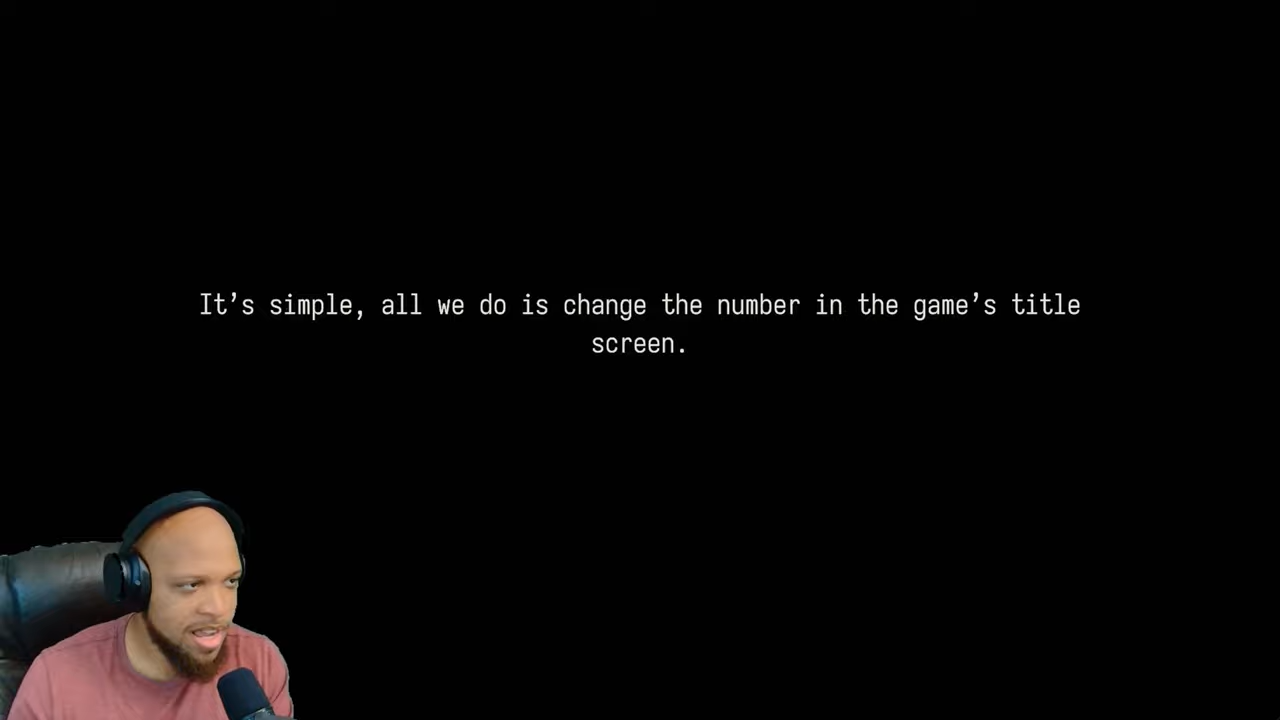 It’s simple, all we do is change the number in the game’s title
screen.